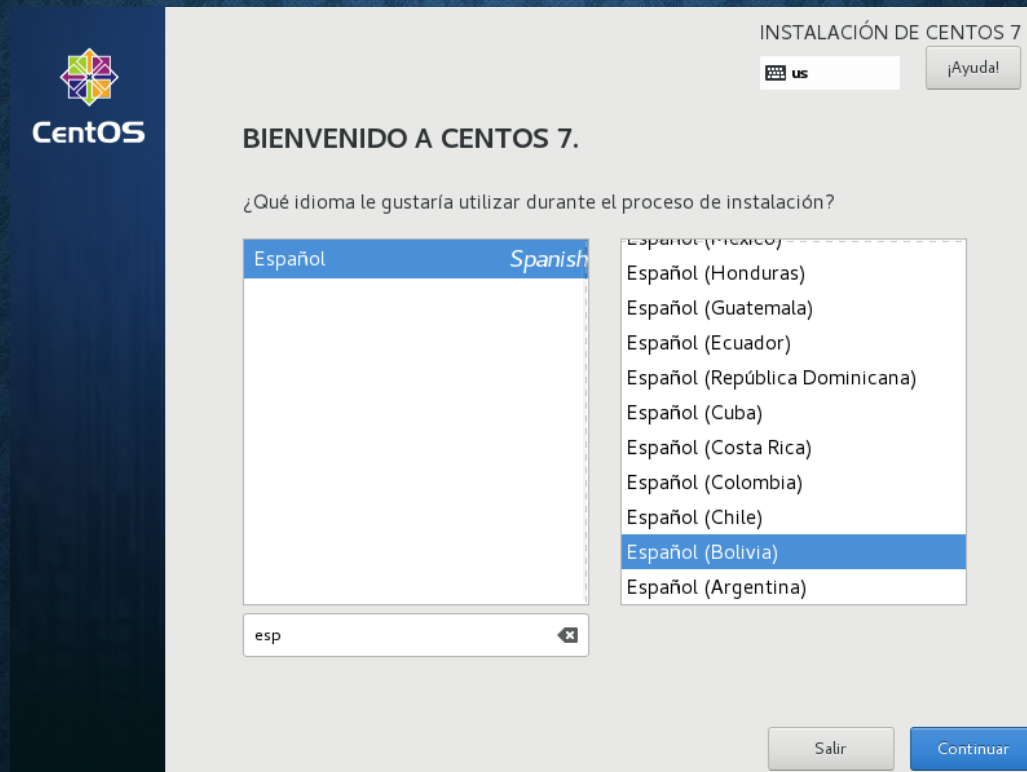 INSTALACIÓN DE CENTOS 7
us
¡Ayuda!
CentOS
BIENVENIDO A CENTOS 7.
¿Qué idioma le gustaría utilizar durante el proceso de instalación?
Español Spanish
Español (México)
Español (Honduras)
Español (Guatemala)
Español (Ecuador)
Español (República Dominicana)
Español (Cuba)
Español (Costa Rica)
Español (Colombia)
Español (Chile)
Español (Bolivia)
Español (Argentina)
esp
Salir
Continuar